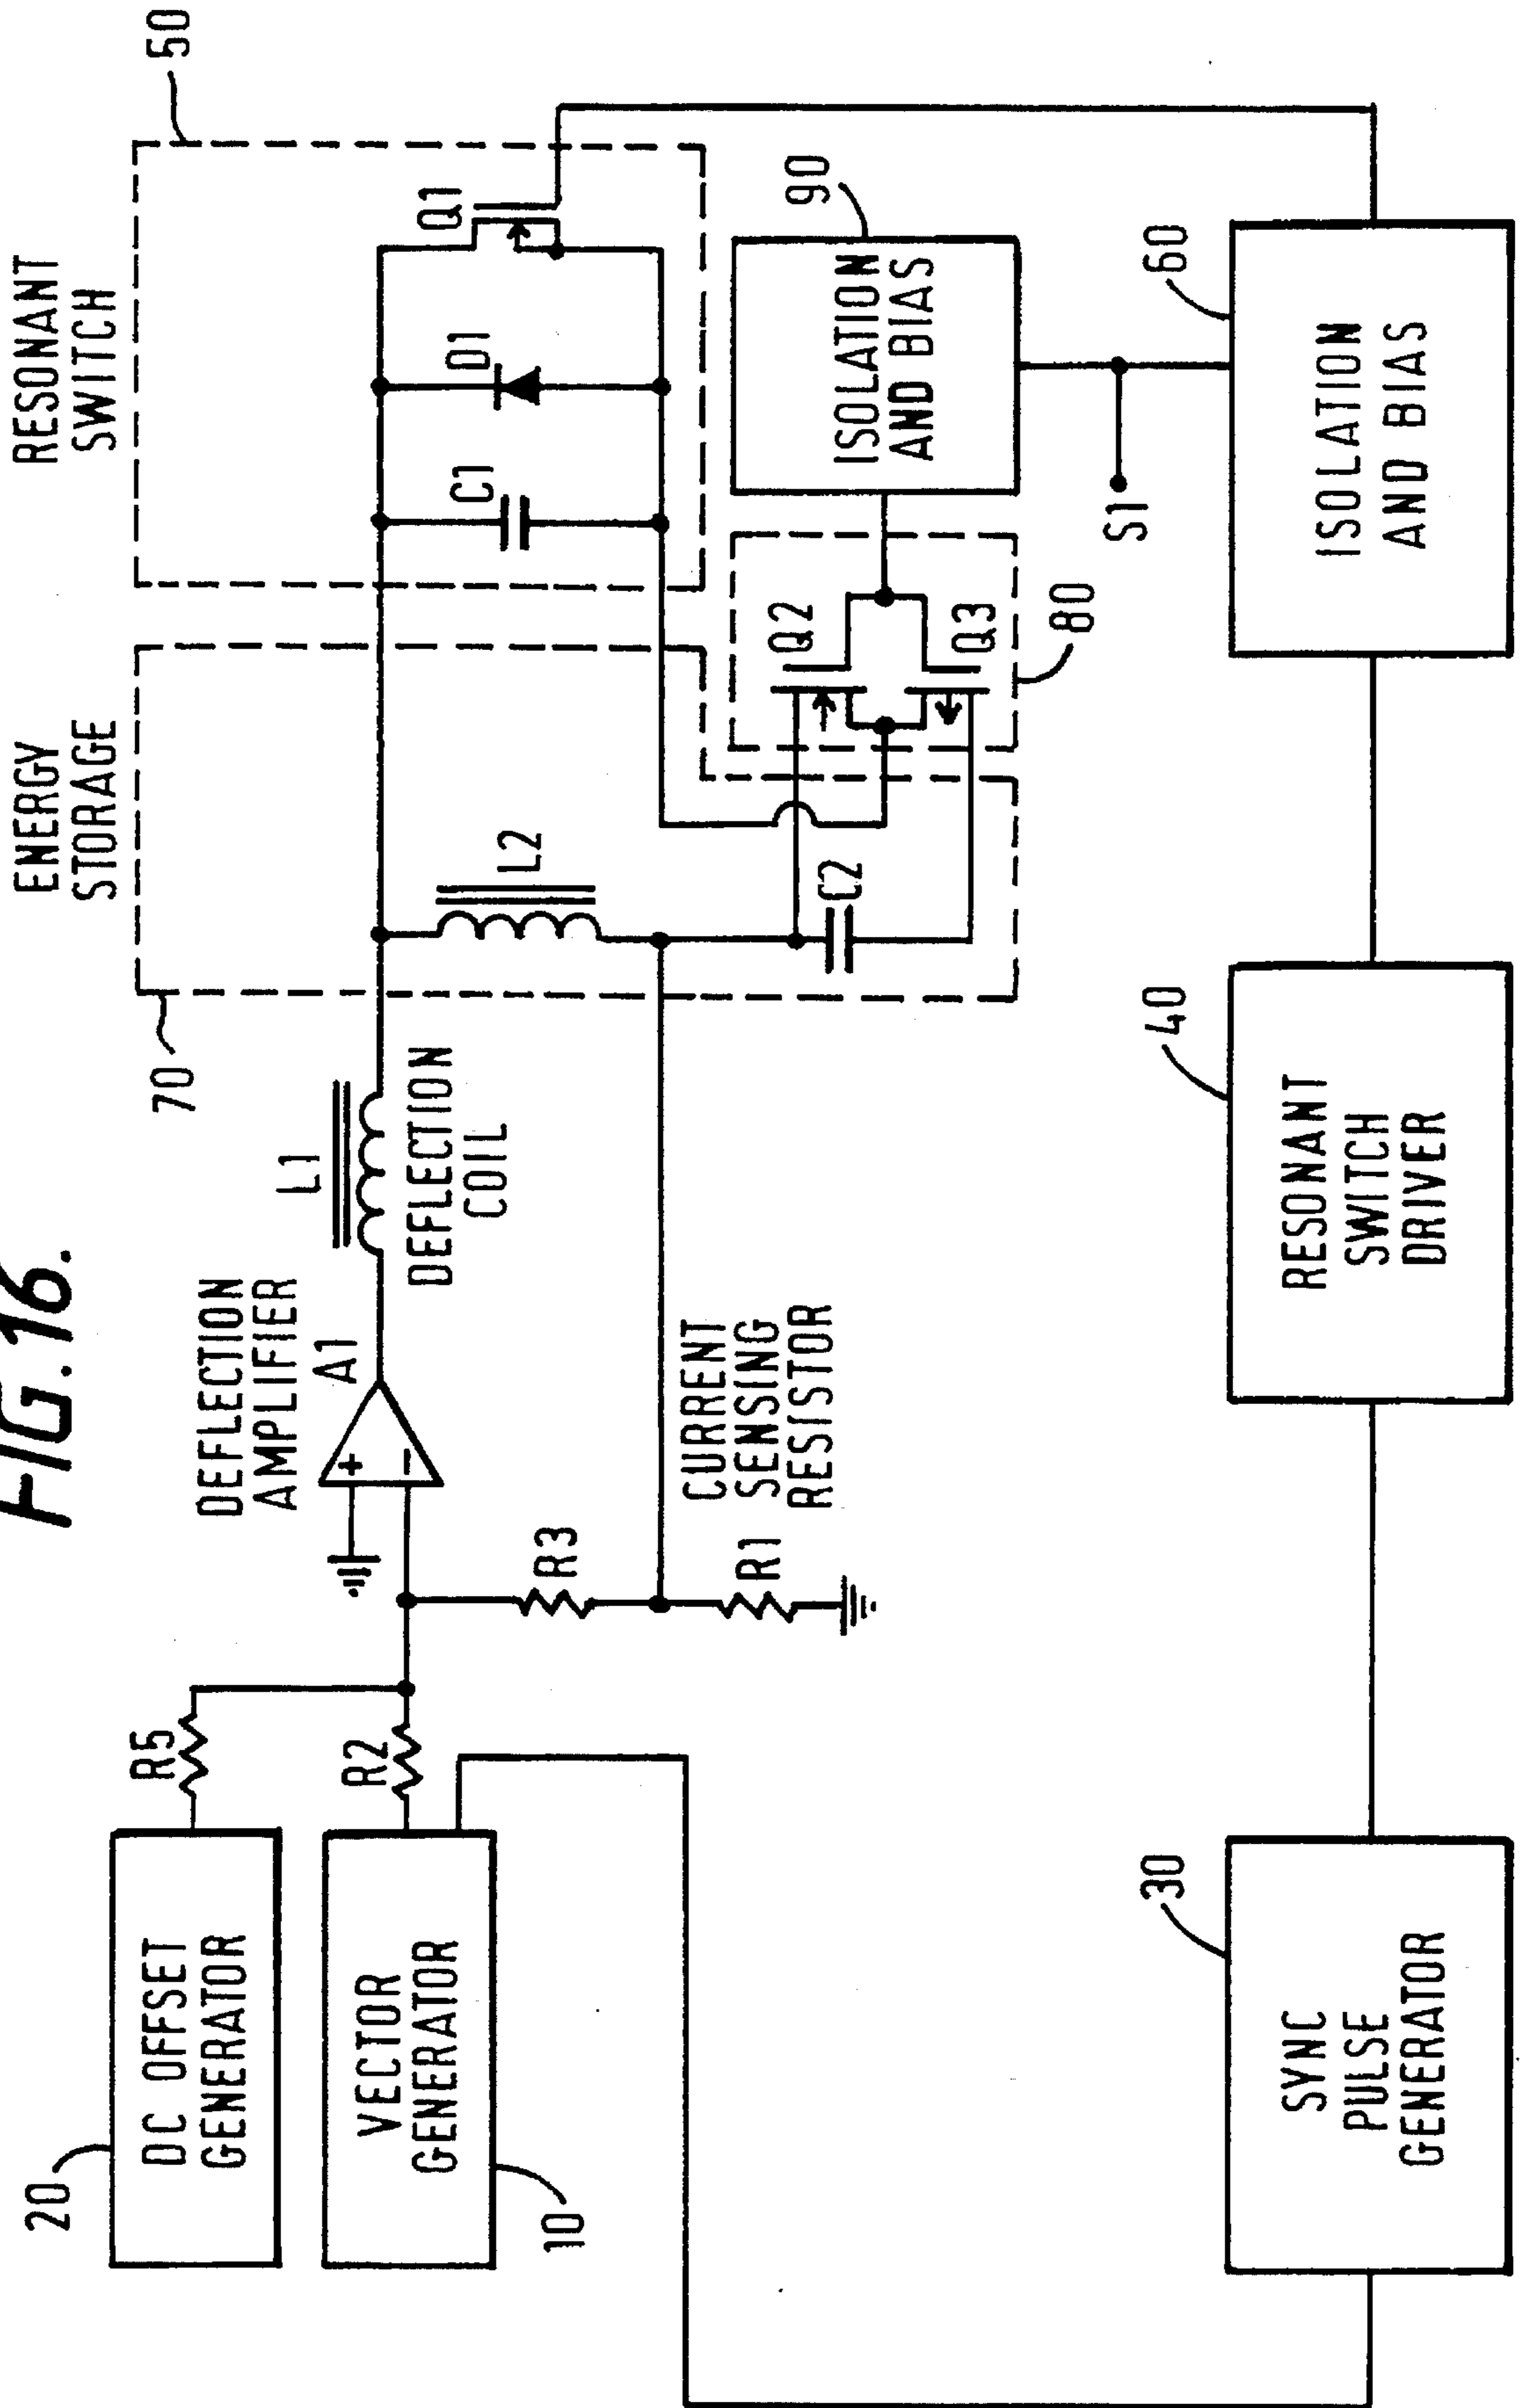 FIG.16.
RESONANT
SWITCH
50
ENERGY
STORAGE
70
C1
D1
Q1
L1
DEFLECTION
COIL
L2
DEFLECTION
AMPLIFIER
A1
+
-
20
DC OFFSET
GENERATOR
R5
VECTOR
GENERATOR
10
R2
R3
R1
CURRENT
SENSING
RESISTOR
C2
Q2
Q3
80
ISOLATION
AND BIAS
90
S1
SYNC
PULSE
GENERATOR
30
RESONANT
SWITCH
DRIVER
40
ISOLATION
AND BIAS
60